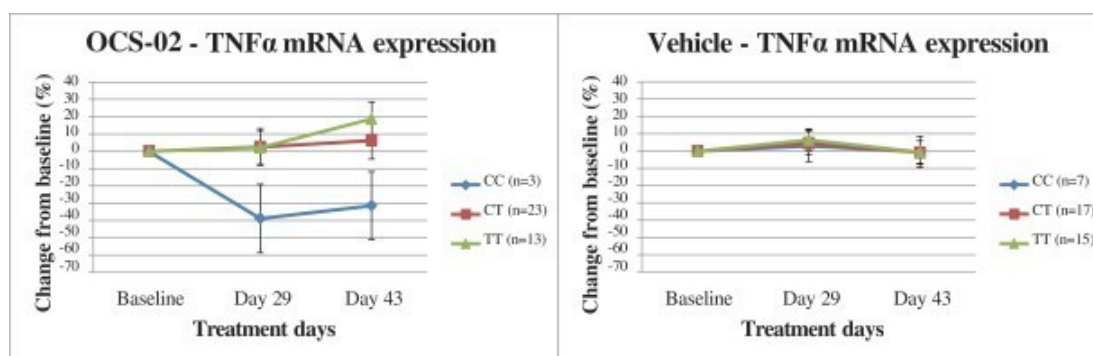 OCS-02 - TNFα mRNA expression
Change from baseline (%)
40
30
20
10
0
-10
-20
-30
-40
-50
-60
-70
Baseline
Day 29
Day 43
Treatment days
CC (n=3)
CT (n=23)
TT (n=13)
Vehicle - TNFα mRNA expression
Change from baseline (%)
40
30
20
10
0
-10
-20
-30
-40
-50
-60
-70
Baseline
Day 29
Day 43
Treatment days
CC (n=7)
CT (n=17)
TT (n=15)